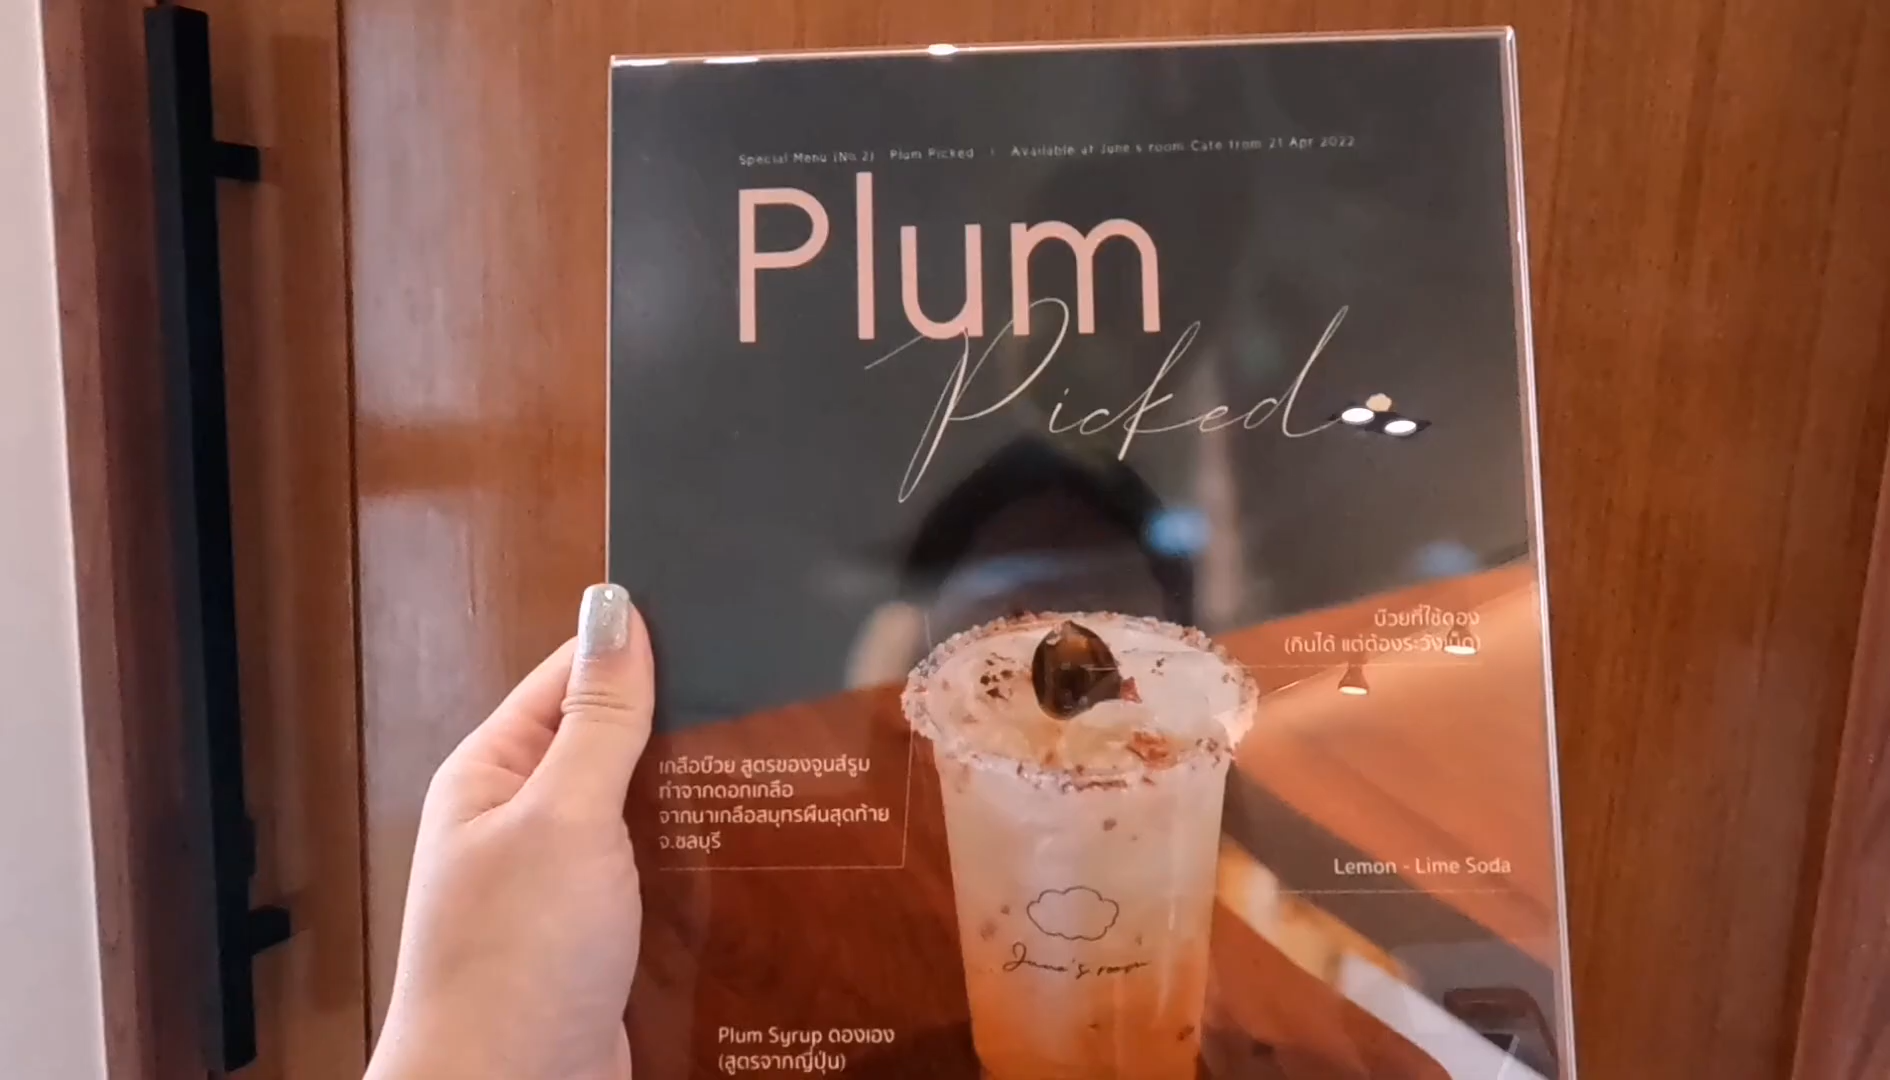 Special Menu (No.2) Plum Picked | Available at June's room Cafe from 21 Apr 2022
Plum
Picked
บ๊วยที่ใช้ดอง
(กินได้ แต่ต้องระวังเม็ด)
เกลือบ๊วย สูตรของจูนส์รูม
ทำจากดอกเกลือ
จากนาเกลือสมุทรผืนสุดท้าย
จ.ชลบุรี
Lemon - Lime Soda
June's room
Plum Syrup ดองเอง
(สูตรจากญี่ปุ่น)